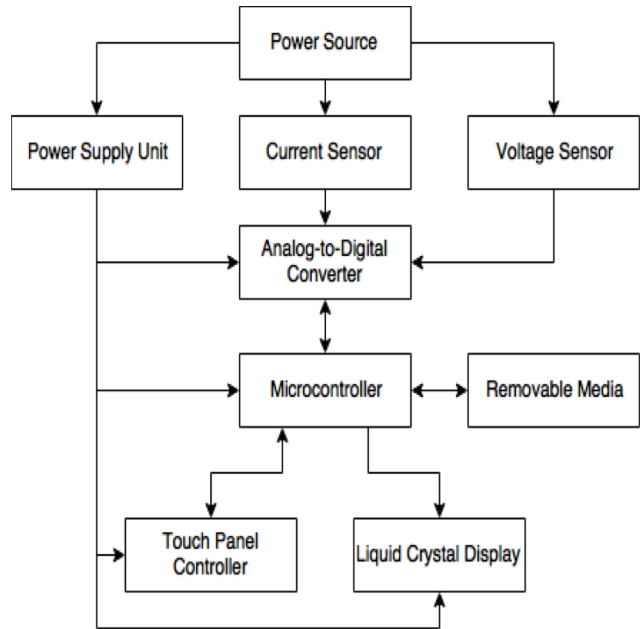 Power Source
Power Supply Unit
Current Sensor
Voltage Sensor
Analog-to-Digital
Converter
Microcontroller
Removable Media
Touch Panel
Controller
Liquid Crystal Display